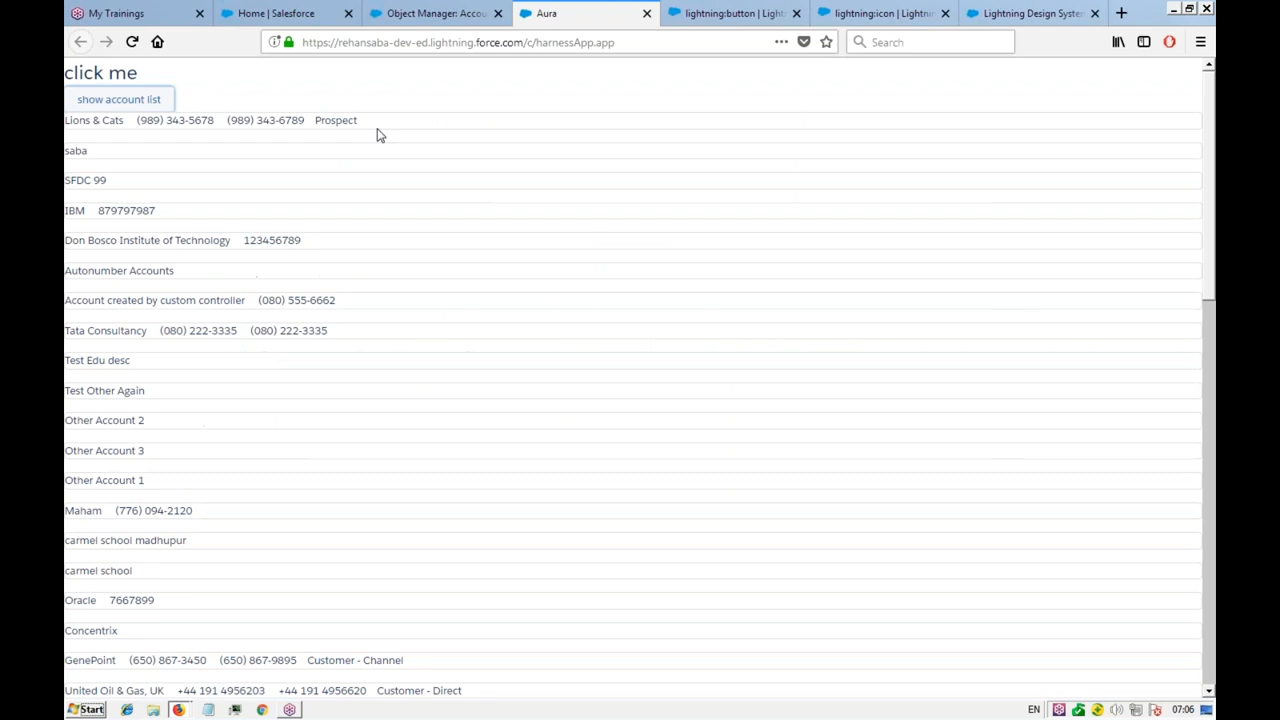 My Trainings
Home | Salesforce
Object Manager: Accou
Aura
lightning:button | Light
lightning:icon | Lightnin
Lightning Design System
https://rehansaba-dev-ed.lightning.force.com/c/harnessApp.app
Search
click me
show account list
Lions & Cats (989) 343-5678 (989) 343-6789 Prospect
saba
SFDC 99
IBM 879797987
Don Bosco Institute of Technology 123456789
Autonumber Accounts
Account created by custom controller (080) 555-6662
Tata Consultancy (080) 222-3335 (080) 222-3335
Test Edu desc
Test Other Again
Other Account 2
Other Account 3
Other Account 1
Maham (776) 094-2120
carmel school madhupur
carmel school
Oracle 7667899
Concentrix
GenePoint (650) 867-3450 (650) 867-9895 Customer - Channel
United Oil & Gas, UK +44 191 4956203 +44 191 4956620 Customer - Direct
Start
EN
07:06